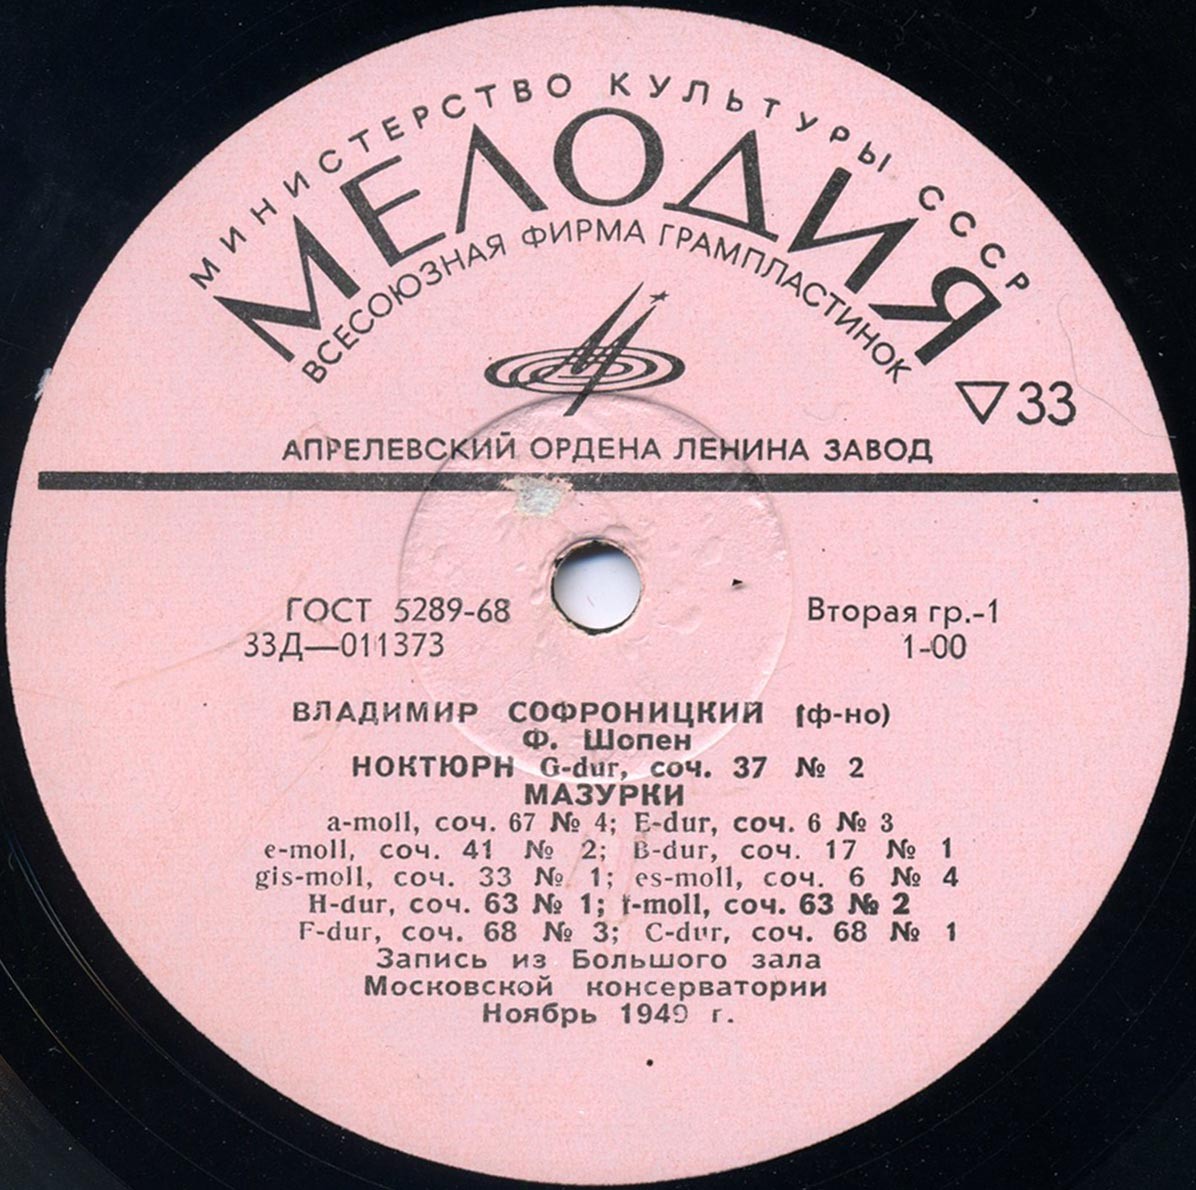 МИНИСТЕРСТВО КУЛЬТУРЫ СССР
МЕЛОДИЯ
ВСЕСОЮЗНАЯ ФИРМА ГРАМПЛАСТИНОК
33
АПРЕЛЕВСКИЙ ОРДЕНА ЛЕНИНА ЗАВОД
ГОСТ 5289-68 Вторая гр.-1
33Д—011373 1-00
ВЛАДИМИР СОФРОНИЦКИЙ (ф-но)
Ф. Шопен
НОКТЮРН G-dur, соч. 37 № 2
МАЗУРКИ
a-moll, соч. 67 № 4; E-dur, соч. 6 № 3
e-moll, соч. 41 № 2; B-dur, соч. 17 № 1
gis-moll, соч. 33 № 1; es-moll, соч. 6 № 4
H-dur, соч. 63 № 1; f-moll, соч. 63 № 2
F-dur, соч. 68 № 3; C-dur, соч. 68 № 1
Запись из Большого зала
Московской консерватории
Ноябрь 1949 г.